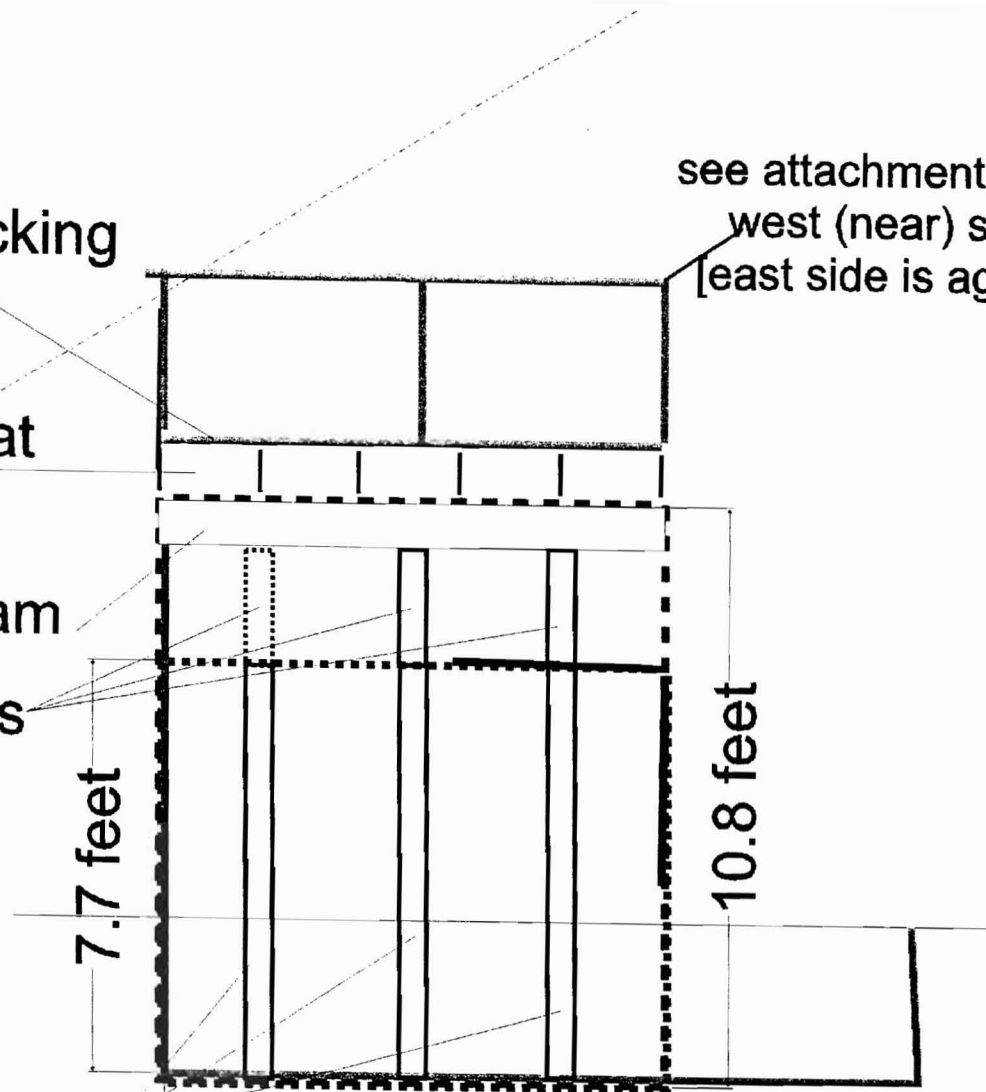 see attachment
west (near) s
[east side is ag
cking
at
am
s
7.7 feet
10.8 feet